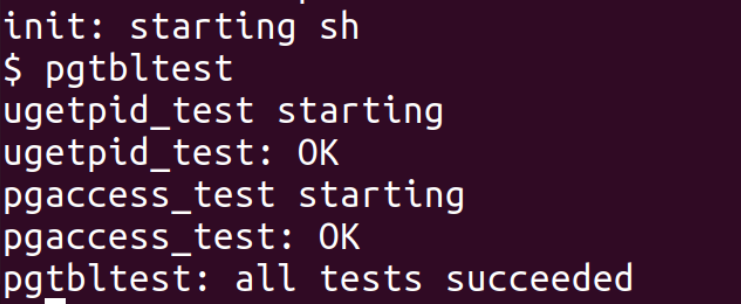 init: starting sh
$ pgtbltest
ugetpid_test starting
ugetpid_test: OK
pgaccess_test starting
pgaccess_test: OK
pgtbltest: all tests succeeded